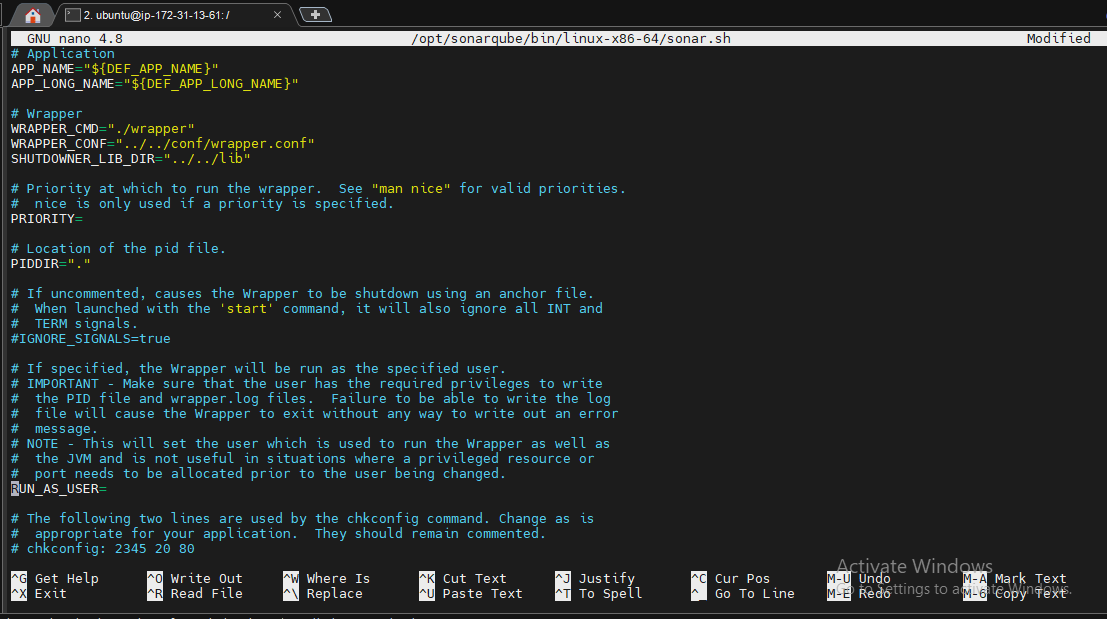 2. ubuntu@ip-172-31-13-61: /
GNU nano 4.8 /opt/sonarqube/bin/linux-x86-64/sonar.sh Modified
# Application
APP_NAME="${DEF_APP_NAME}"
APP_LONG_NAME="${DEF_APP_LONG_NAME}"
# Wrapper
WRAPPER_CMD="./wrapper"
WRAPPER_CONF="../../conf/wrapper.conf"
SHUTDOWNER_LIB_DIR="../../lib"
# Priority at which to run the wrapper.  See "man nice" for valid priorities.
#  nice is only used if a priority is specified.
PRIORITY=
# Location of the pid file.
PIDDIR="."
# If uncommented, causes the Wrapper to be shutdown using an anchor file.
#  When launched with the 'start' command, it will also ignore all INT and
#  TERM signals.
#IGNORE_SIGNALS=true
# If specified, the Wrapper will be run as the specified user.
# IMPORTANT - Make sure that the user has the required privileges to write
#  the PID file and wrapper.log files.  Failure to be able to write the log
#  file will cause the Wrapper to exit without any way to write out an error
#  message.
# NOTE - This will set the user which is used to run the Wrapper as well as
#  the JVM and is not useful in situations where a privileged resource or
#  port needs to be allocated prior to the user being changed.
RUN_AS_USER=
# The following two lines are used by the chkconfig command. Change as is
#  appropriate for your application.  They should remain commented.
# chkconfig: 2345 20 80
Activate Windows
Go to Settings to activate Windows.
^G Get Help ^O Write Out ^W Where Is ^K Cut Text ^J Justify ^C Cur Pos M-U Undo M-A Mark Text
^X Exit ^R Read File ^\ Replace ^U Paste Text ^T To Spell ^_ Go To Line M-E Redo M-6 Copy Text